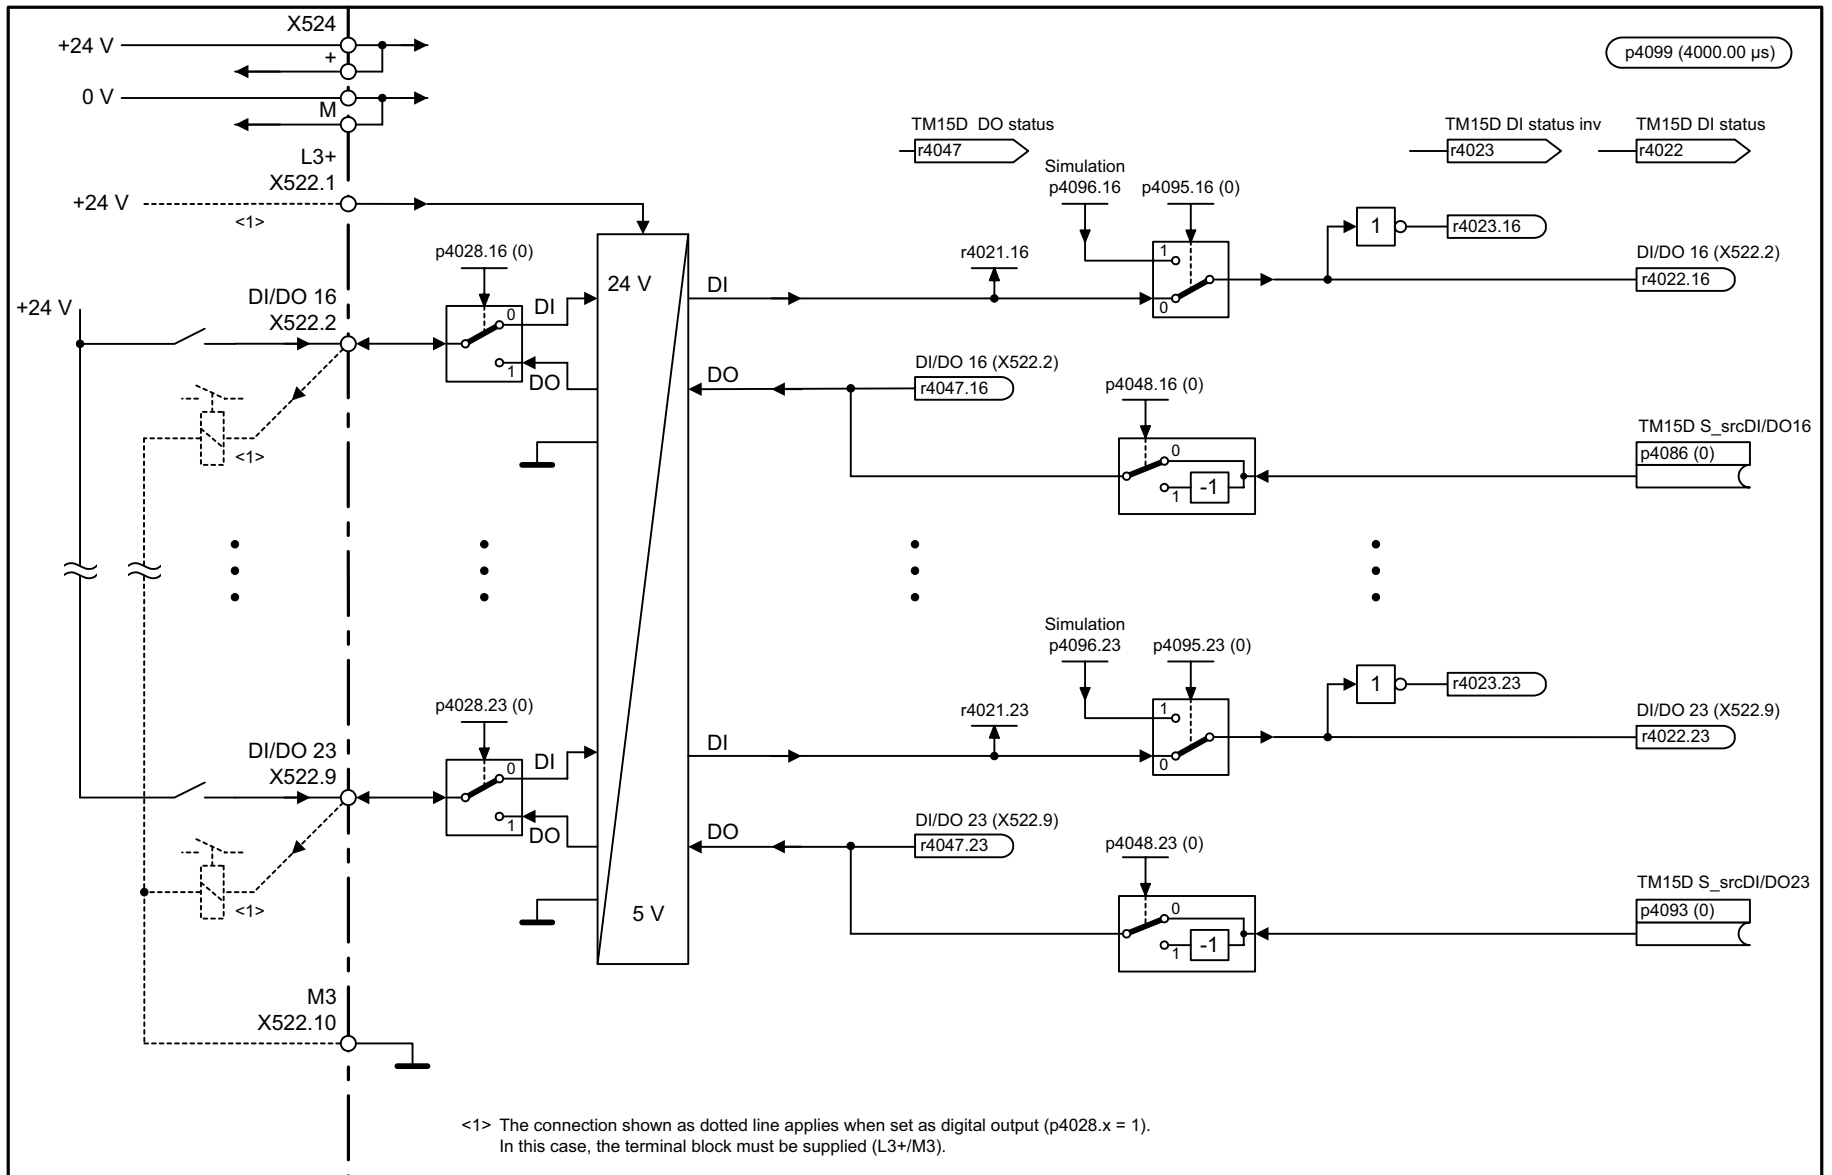 X524
+24 V
+
p4099 (4000.00 µs)
0 V
M
TM15D DO status
r4047
TM15D DI status inv
r4023
TM15D DI status
r4022
L3+
X522.1
+24 V
<1>
Simulation
p4096.16
p4095.16 (0)
1
0
1
r4023.16
p4028.16 (0)
24 V
DI
r4021.16
DI/DO 16 (X522.2)
r4022.16
+24 V
DI/DO 16
X522.2
0
DI
1
DO
DO
DI/DO 16 (X522.2)
r4047.16
p4048.16 (0)
0
1
-1
TM15D S_srcDI/DO16
p4086 (0)
<1>
Simulation
p4096.23
p4095.23 (0)
1
0
1
r4023.23
p4028.23 (0)
DI
r4021.23
DI/DO 23 (X522.9)
r4022.23
DI/DO 23
X522.9
0
DI
1
DO
DO
DI/DO 23 (X522.9)
r4047.23
p4048.23 (0)
0
1
-1
TM15D S_srcDI/DO23
p4093 (0)
<1>
5 V
M3
X522.10
<1> The connection shown as dotted line applies when set as digital output (p4028.x = 1).
In this case, the terminal block must be supplied (L3+/M3).